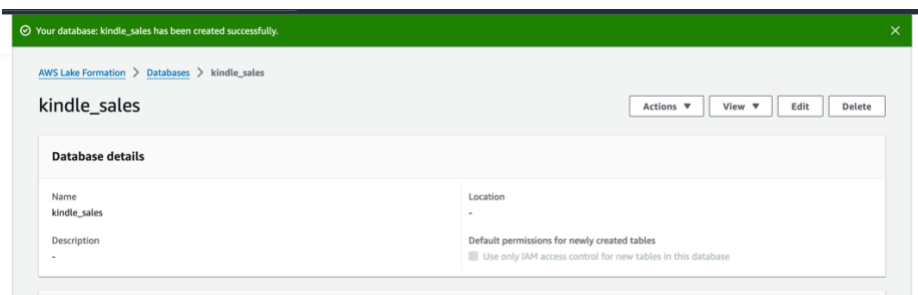 Your database: kindle_sales has been created successfully.
AWS Lake Formation > Databases > kindle_sales
kindle_sales
Actions ▼ View ▼ Edit Delete
Database details
Name
kindle_sales
Location
-
Description
-
Default permissions for newly created tables
Use only IAM access control for new tables in this database